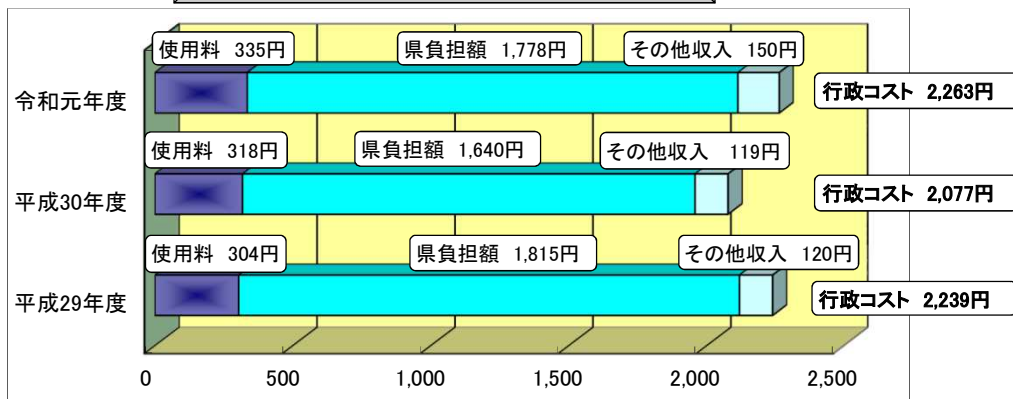 使用料 335円 県負担額 1,778円 その他収入 150円
令和元年度 行政コスト 2,263円
使用料 318円 県負担額 1,640円 その他収入 119円
平成30年度 行政コスト 2,077円
使用料 304円 県負担額 1,815円 その他収入 120円
平成29年度 行政コスト 2,239円
0 500 1,000 1,500 2,000 2,500